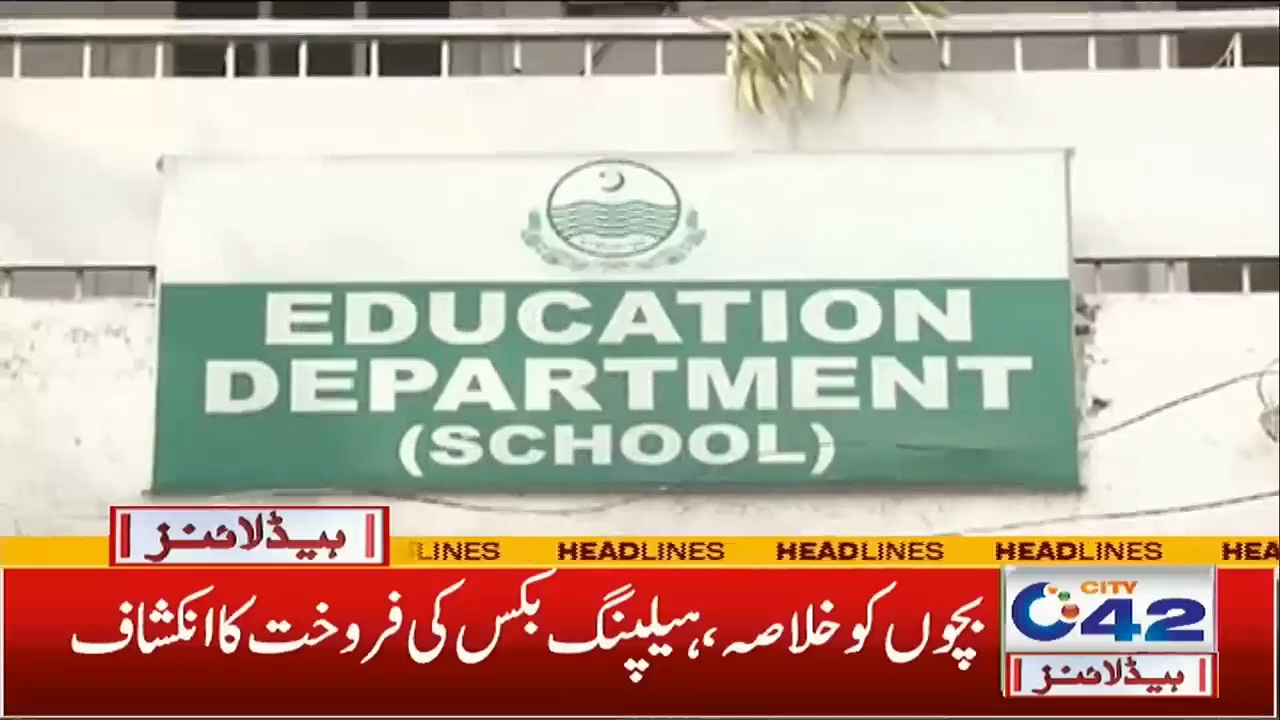 EDUCATION
DEPARTMENT
(SCHOOL)
ہیڈلائنز
LINES HEADLINES HEADLINES HEADLINES HEA
بچوں کو خلاصہ ،ہیلپنگ بکس کی فروخت کا انکشاف
CITY
42
ہیڈلائنز